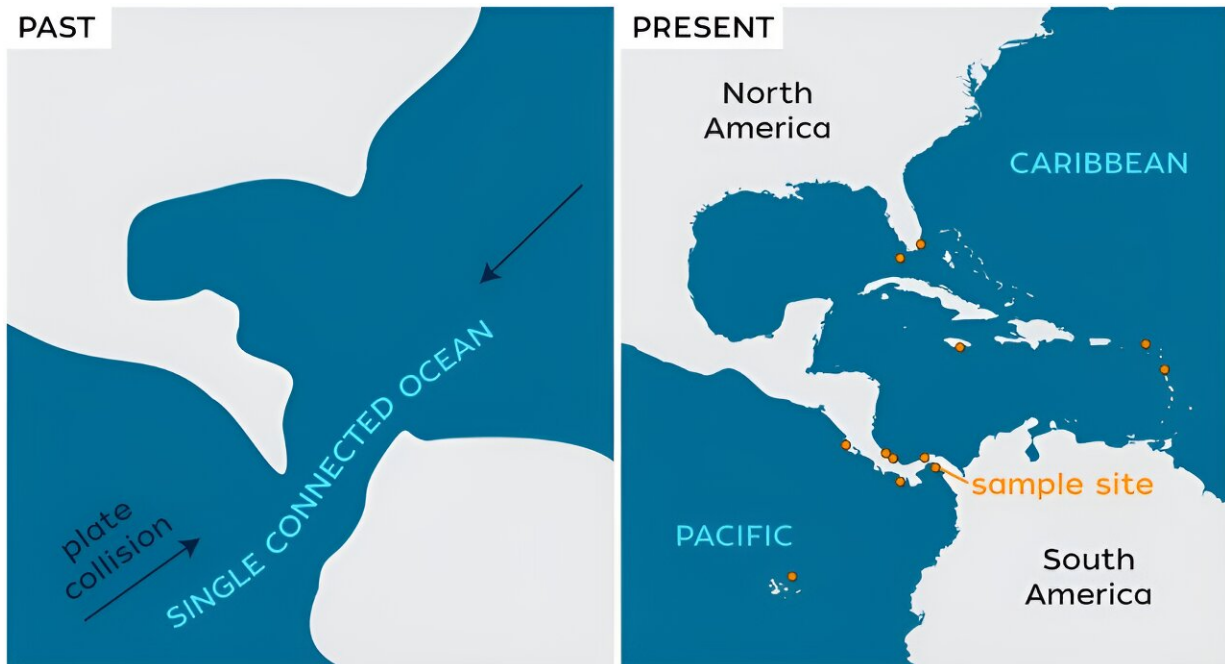 PAST
SINGLE CONNECTED OCEAN
plate
collision
PRESENT
North
America
CARIBBEAN
sample site
PACIFIC
South
America